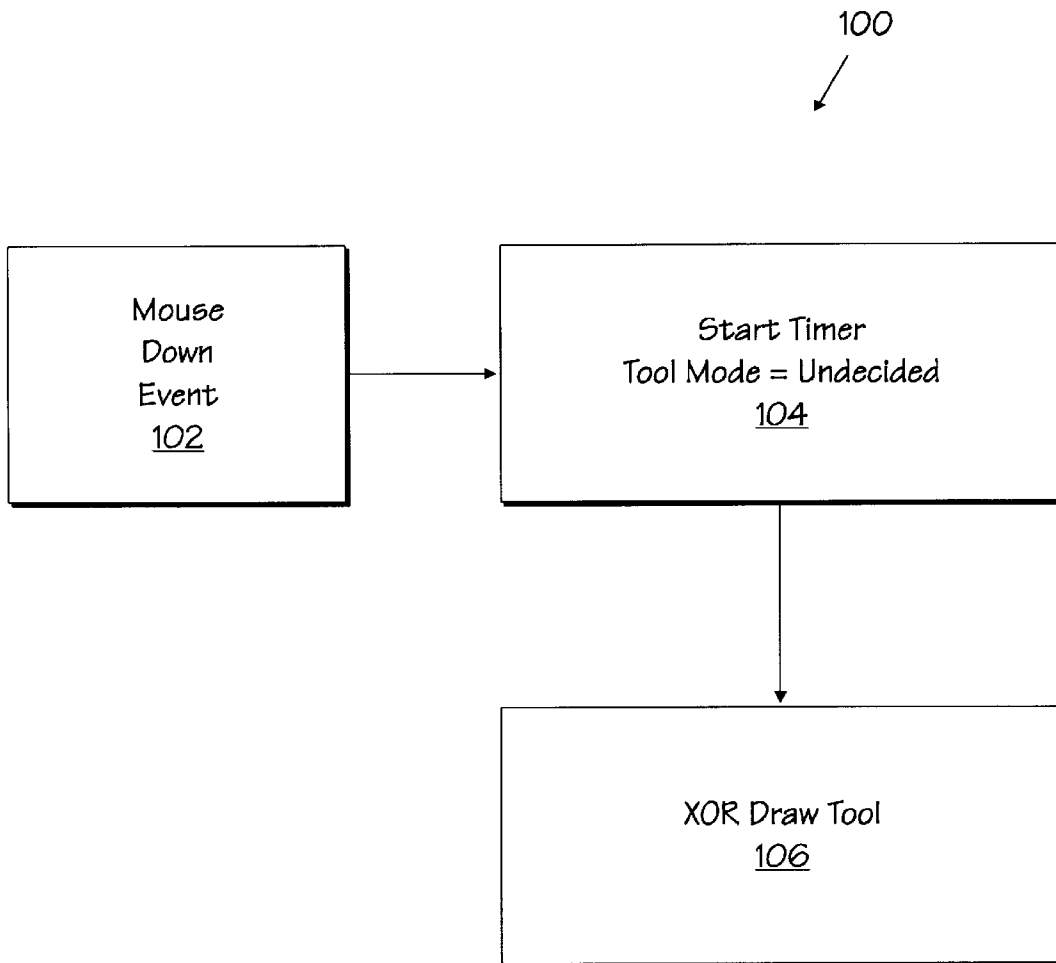 100
Mouse
Down
Event
102
Start Timer
Tool Mode = Undecided
104
XOR Draw Tool
106